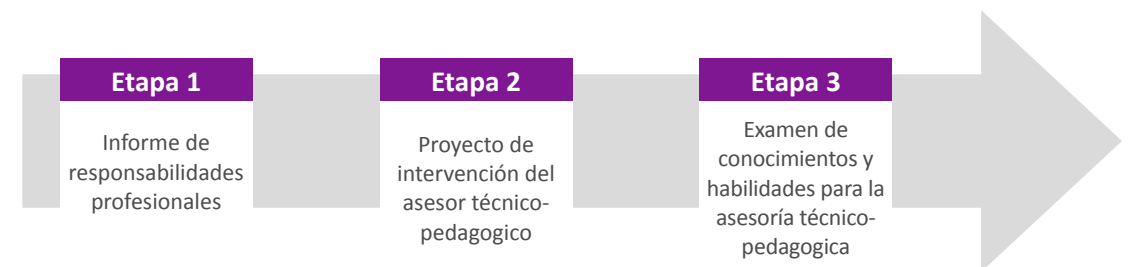 Etapa 1
Informe de
responsabilidades
profesionales
Etapa 2
Proyecto de
intervención del
asesor técnico-
pedagogico
Etapa 3
Examen de
conocimientos y
habilidades para la
asesoría técnico-
pedagogica